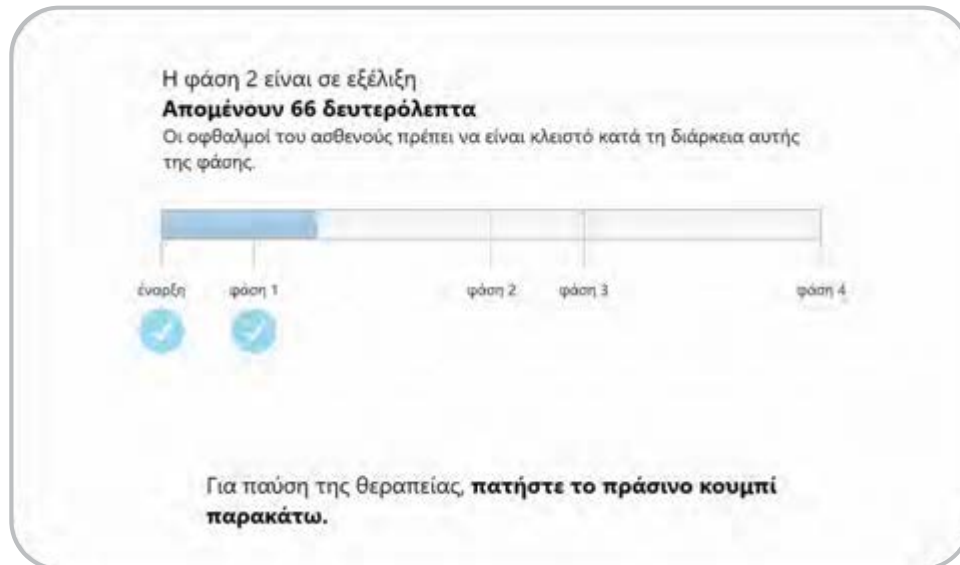 Η φάση 2 είναι σε εξέλιξη
Απομένουν 66 δευτερόλεπτα
Οι οφθαλμοί του ασθενούς πρέπει να είναι κλειστό κατά τη διάρκεια αυτής
της φάσης.
έναρξη φάση 1 φάση 2 φάση 3 φάση 4
Για παύση της θεραπείας, πατήστε το πράσινο κουμπί
παρακάτω.